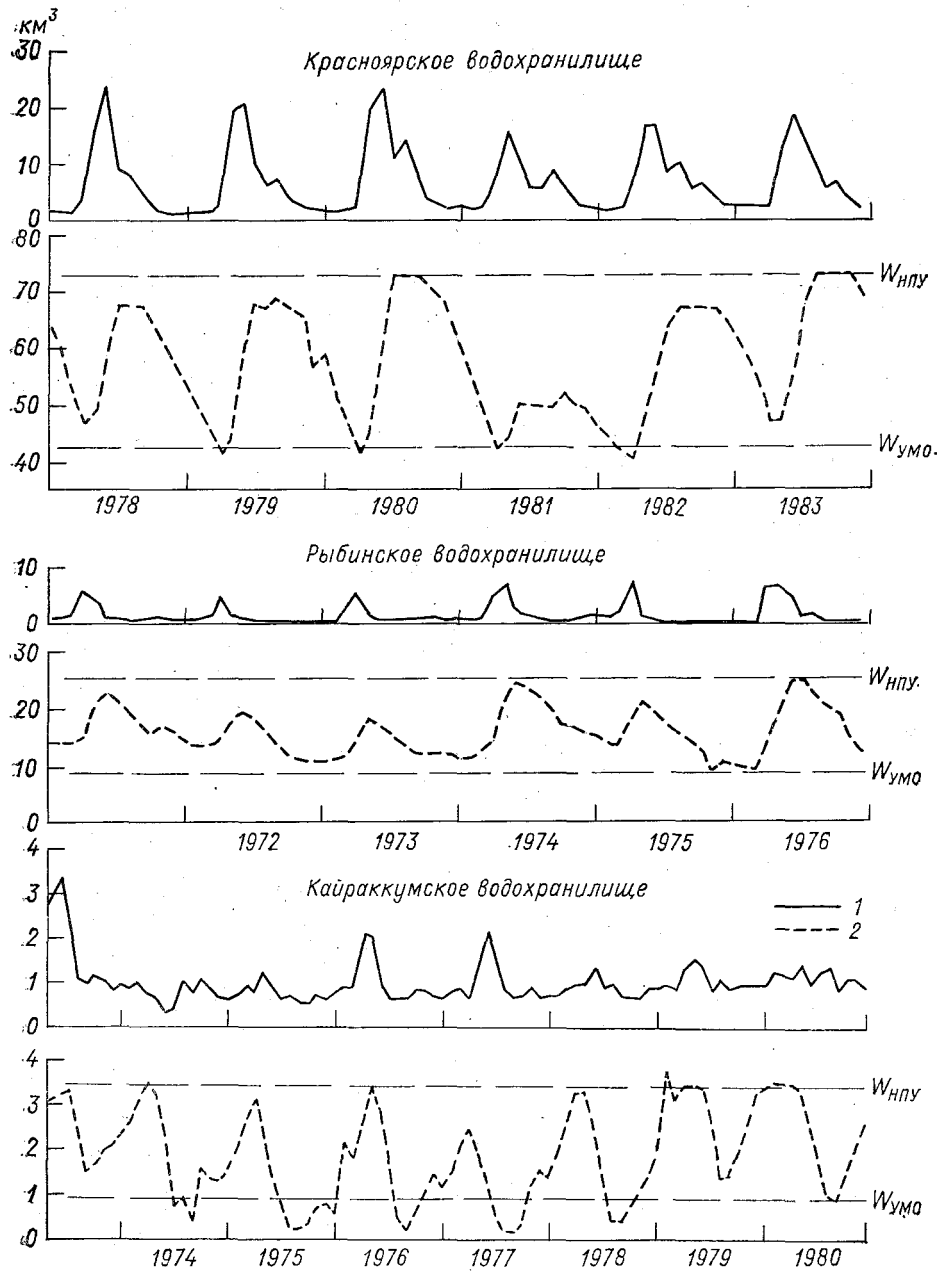 км³
30
Красноярское водохранилище
20
10
0
80
Wнпу
70
60
50
Wумо.
40
1978 1979 1980 1981 1982 1983
Рыбинское водохранилище
10
0
30
Wнпу.
20
10
Wумо
0
1972 1973 1974 1975 1976
4
Кайраккумское водохранилище
3
1
2
2
1
0
4
Wнпу
3
2
1
Wумо
0
1974 1975 1976 1977 1978 1979 1980